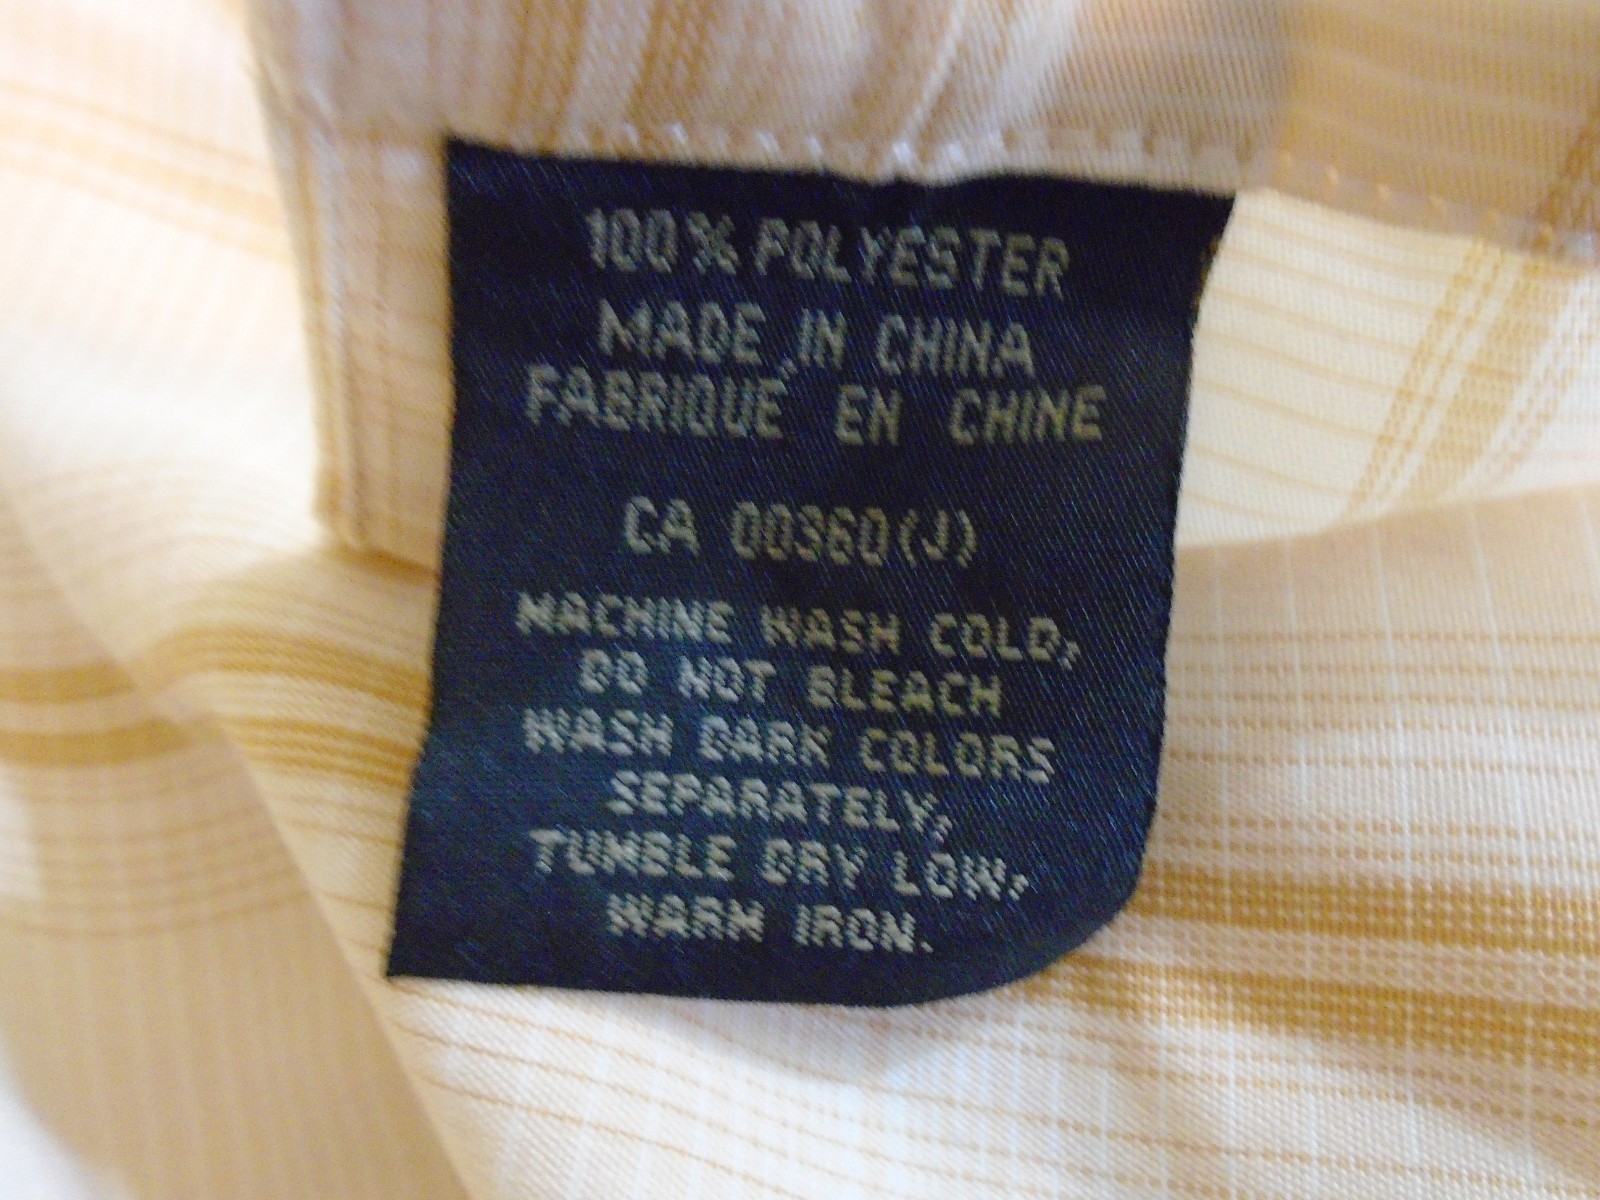 100% POLYESTER
MADE IN CHINA
FABRIQUE EN CHINE
CA 00360(J)
MACHINE WASH COLD,
DO NOT BLEACH
WASH DARK COLORS
SEPARATELY,
TUMBLE DRY LOW,
WARM IRON.